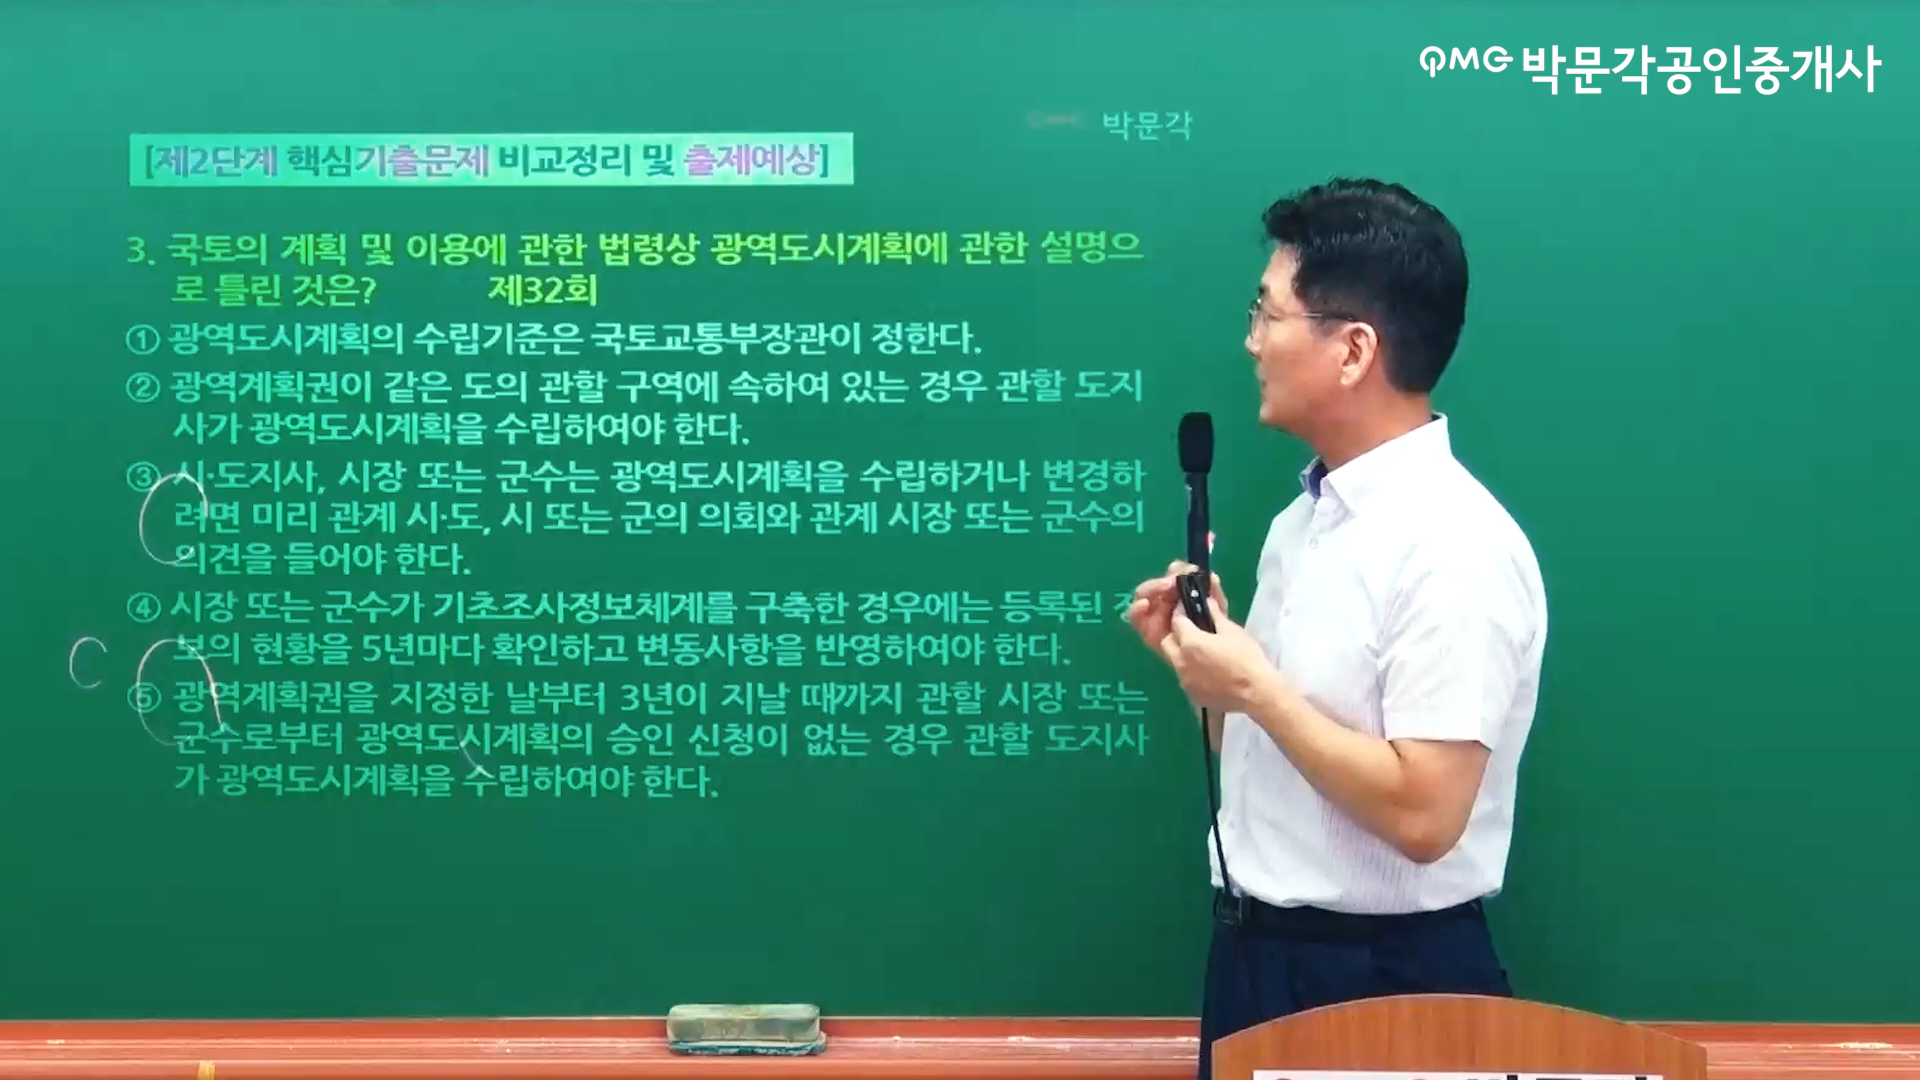 QMG 박문각공인중개사
박문각
[제2단계 핵심기출문제 비교정리 및 출제예상]
3. 국토의 계획 및 이용에 관한 법령상 광역도시계획에 관한 설명으
로 틀린 것은? 제32회
① 광역도시계획의 수립기준은 국토교통부장관이 정한다.
② 광역계획권이 같은 도의 관할 구역에 속하여 있는 경우 관할 도지
사가 광역도시계획을 수립하여야 한다.
③ 시·도지사, 시장 또는 군수는 광역도시계획을 수립하거나 변경하
려면 미리 관계 시·도, 시 또는 군의 의회와 관계 시장 또는 군수의
의견을 들어야 한다.
④ 시장 또는 군수가 기초조사정보체계를 구축한 경우에는 등록된 정
보의 현황을 5년마다 확인하고 변동사항을 반영하여야 한다.
⑤ 광역계획권을 지정한 날부터 3년이 지날 때까지 관할 시장 또는
군수로부터 광역도시계획의 승인 신청이 없는 경우 관할 도지사
가 광역도시계획을 수립하여야 한다.